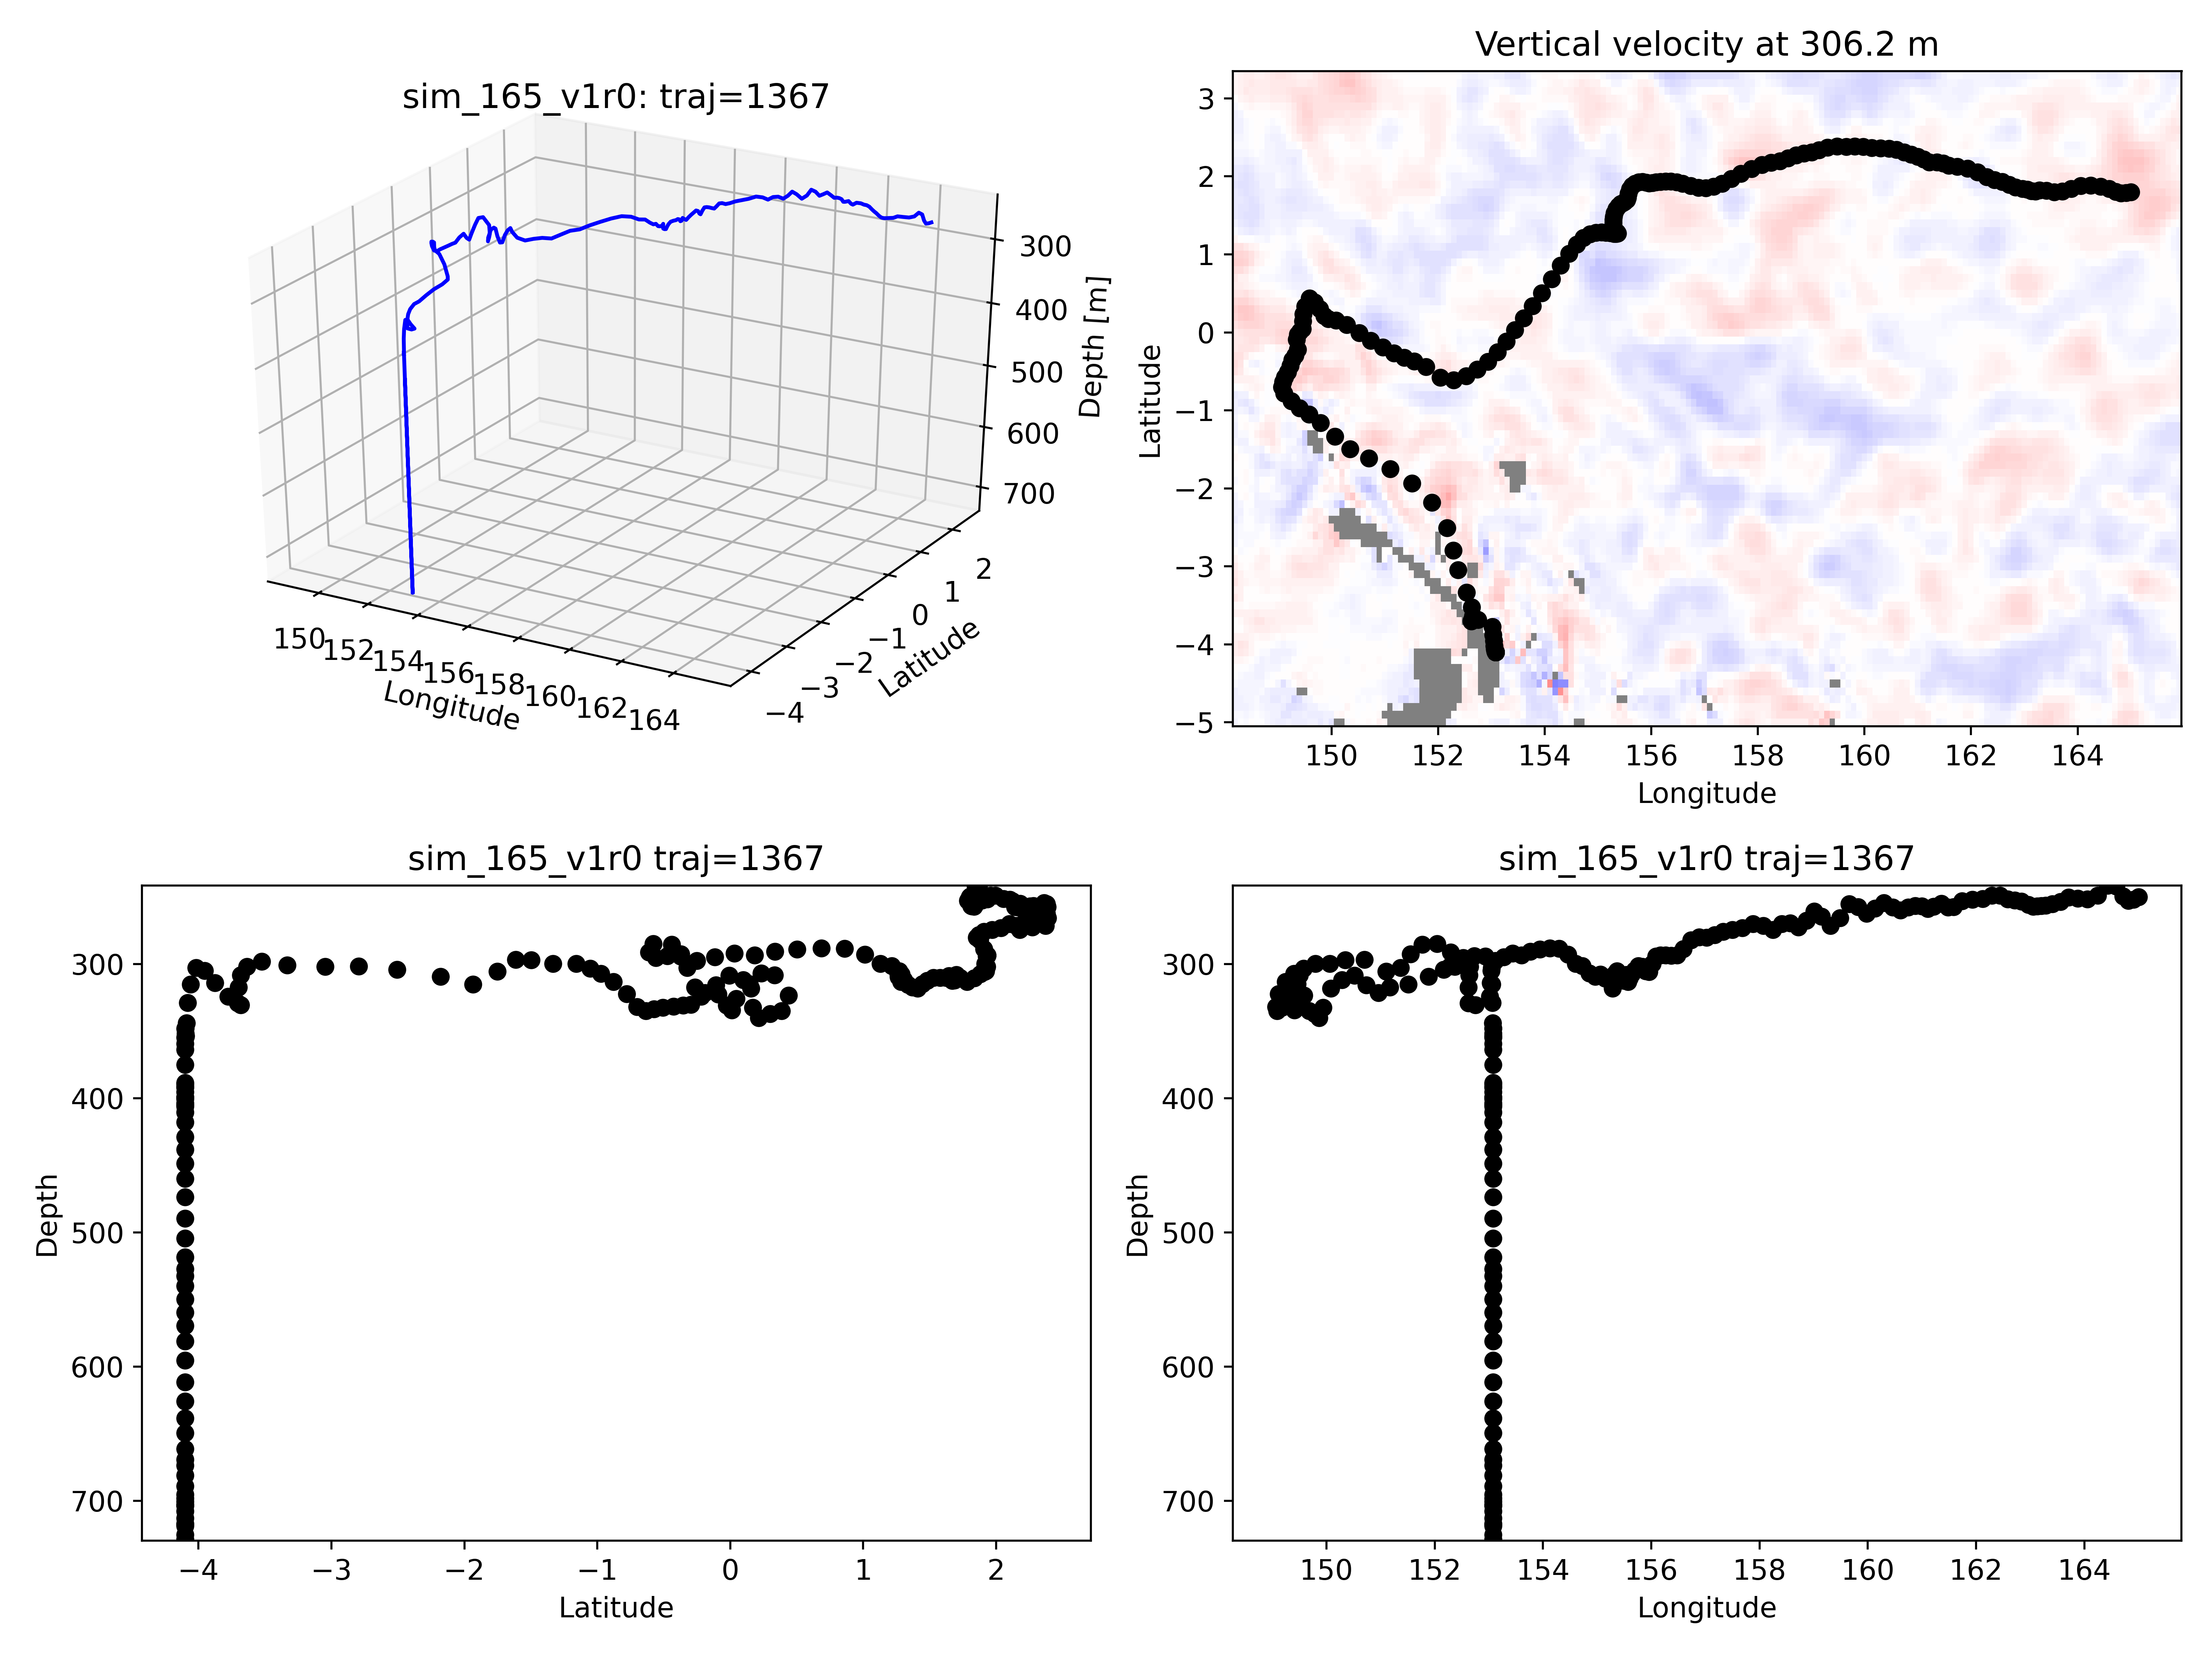 sim_165_v1r0: traj=1367
300
400
500
600
700
Depth [m]
150
152
154
156
158
160
162
164
Longitude
−4
−3
−2
−1
0
1
2
Latitude
Vertical velocity at 306.2 m
3
2
1
0
−1
−2
−3
−4
−5
Latitude
150 152 154 156 158 160 162 164
Longitude
sim_165_v1r0 traj=1367
300
400
500
600
700
Depth
−4 −3 −2 −1 0 1 2
Latitude
sim_165_v1r0 traj=1367
300
400
500
600
700
Depth
150 152 154 156 158 160 162 164
Longitude